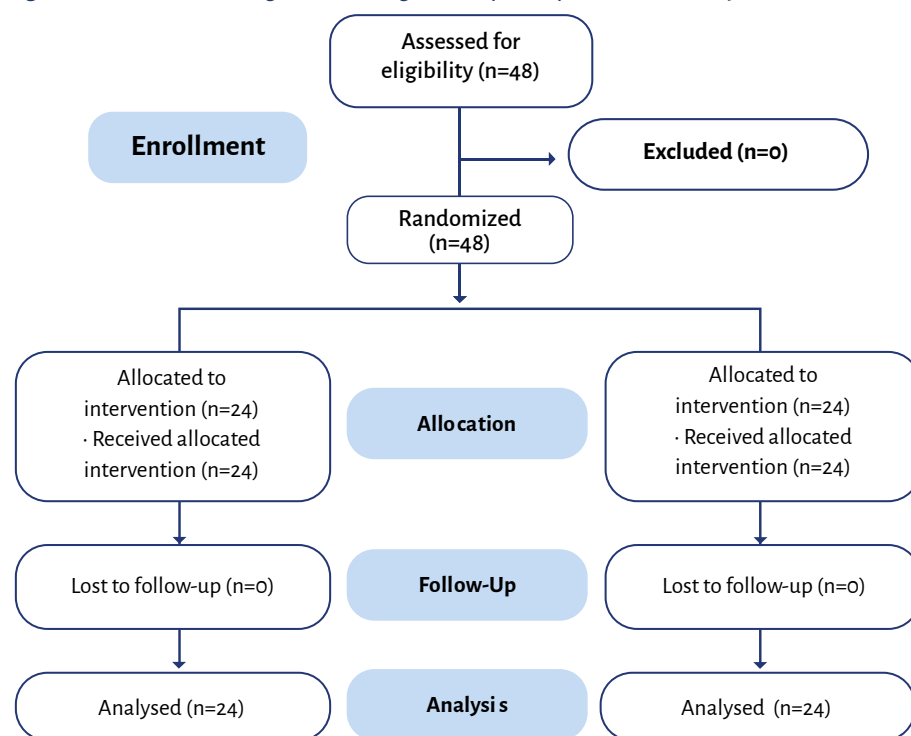 Assessed for
eligibility (n=48)
Enrollment
Excluded (n=0)
Randomized
(n=48)
Allocated to
intervention (n=24)
· Received allocated
intervention (n=24)
Allocation
Allocated to
intervention (n=24)
· Received allocated
intervention (n=24)
Lost to follow-up (n=0)
Follow-Up
Lost to follow-up (n=0)
Analysed (n=24)
Analysis
Analysed (n=24)